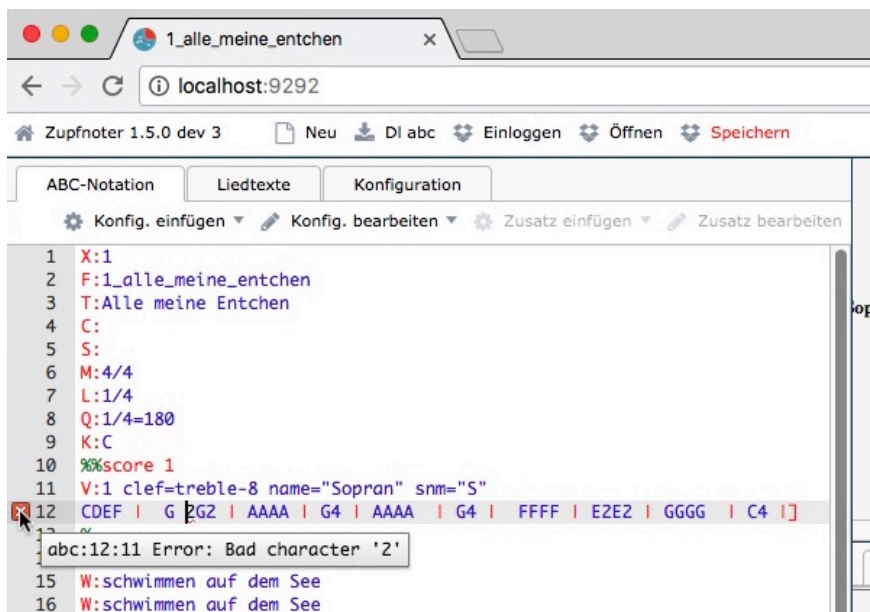 1_alle_meine_entchen
localhost:9292
Zupfnoter 1.5.0 dev 3 Neu Dl abc Einloggen Öffnen Speichern
ABC-Notation Liedtexte Konfiguration
Konfig. einfügen Konfig. bearbeiten Zusatz einfügen Zusatz bearbeiten
1 X:1
2 F:1_alle_meine_entchen
3 T:Alle meine Entchen
4 C:
5 S:
6 M:4/4
7 L:1/4
8 Q:1/4=180
9 K:C
10 %%score 1
11 V:1 clef=treble-8 name="Sopran" snm="S"
12 CDEF | G 2G2 | AAAA | G4 | AAAA | G4 | FFFF | E2E2 | GGGG | C4 |]
abc:12:11 Error: Bad character '2'
15 W:schwimmen auf dem See
16 W:schwimmen auf dem See